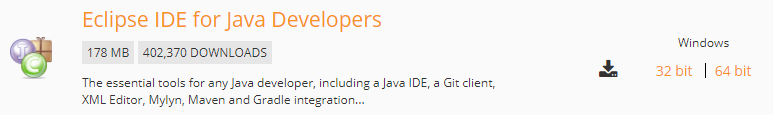 Eclipse IDE for Java Developers
178 MB 402,370 DOWNLOADS
The essential tools for any Java developer, including a Java IDE, a Git client,
XML Editor, Mylyn, Maven and Gradle integration...
Windows
32 bit | 64 bit